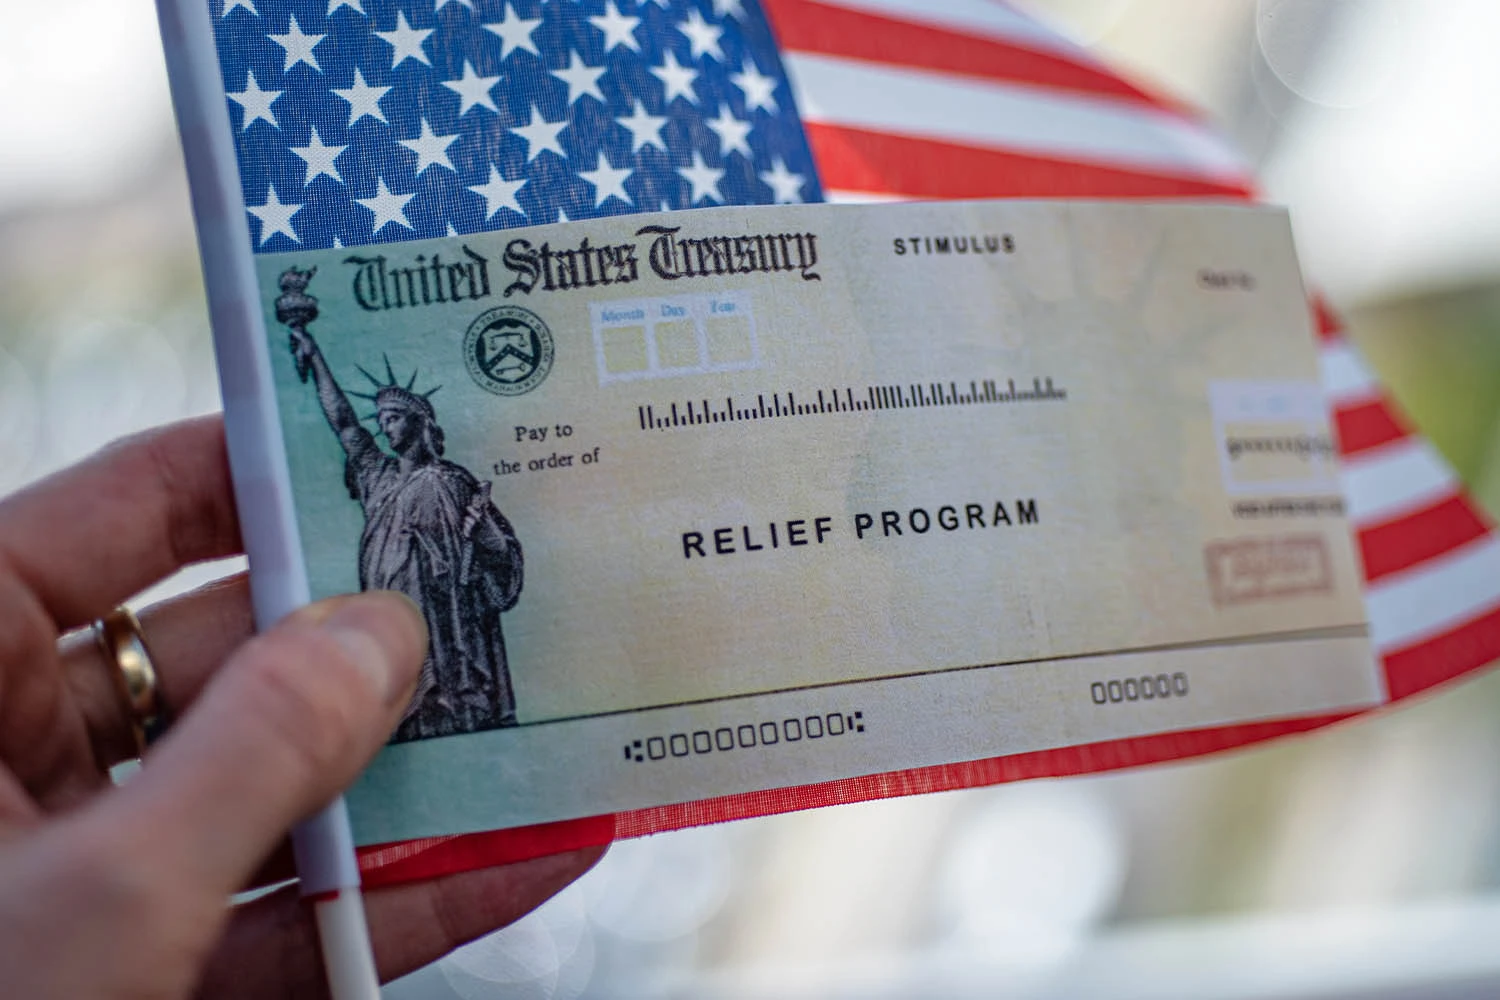 United States Treasury
STIMULUS
Month Day Year
Pay to
the order of
RELIEF PROGRAM
000000
⑆0000000000⑆